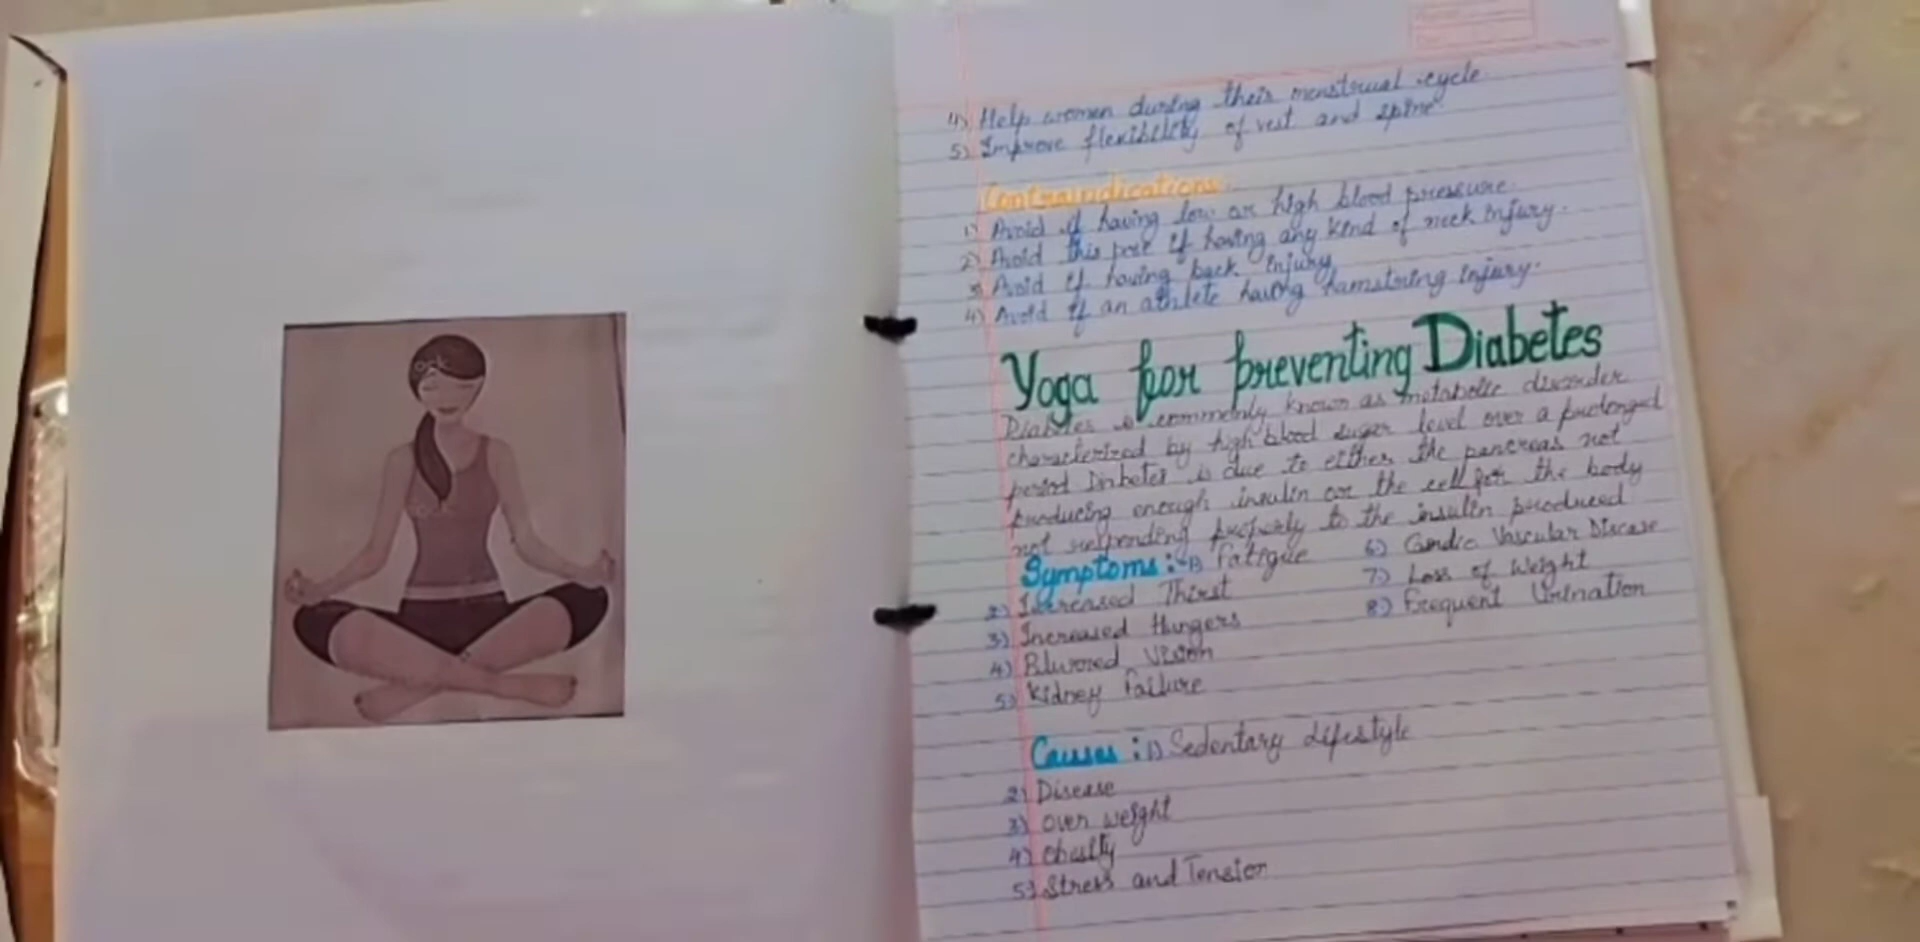 4) Help women during their menstrual cycle
5) Improve flexibility of vest and spine
Contraindications.
1) Avoid if having low or high blood pressure.
2) Avoid this pose if having any kind of neck injury.
3) Avoid if having back injury
4) Avoid if an athlete having hamstring injury.
Yoga for preventing Diabetes
Diabetes is commonly known as metabolic disorder
characterized by high blood sugar level over a prolonged
period Diabetes is due to either the pancreas not
producing enough insulin or the cell for the body
not responding properly to the insulin produced
Symptoms :- 1) Fatigue
2) Increased Thirst
3) Increased Hungers
4) Blurred Vision
5) Kidney failure
6) Cardio Vascular Disease
7) Loss of Weight
8) Frequent Urination
Causes : 1) Sedentary Lifestyle
2) Disease
3) over weight
4) Obesity
5) Stress and Tension